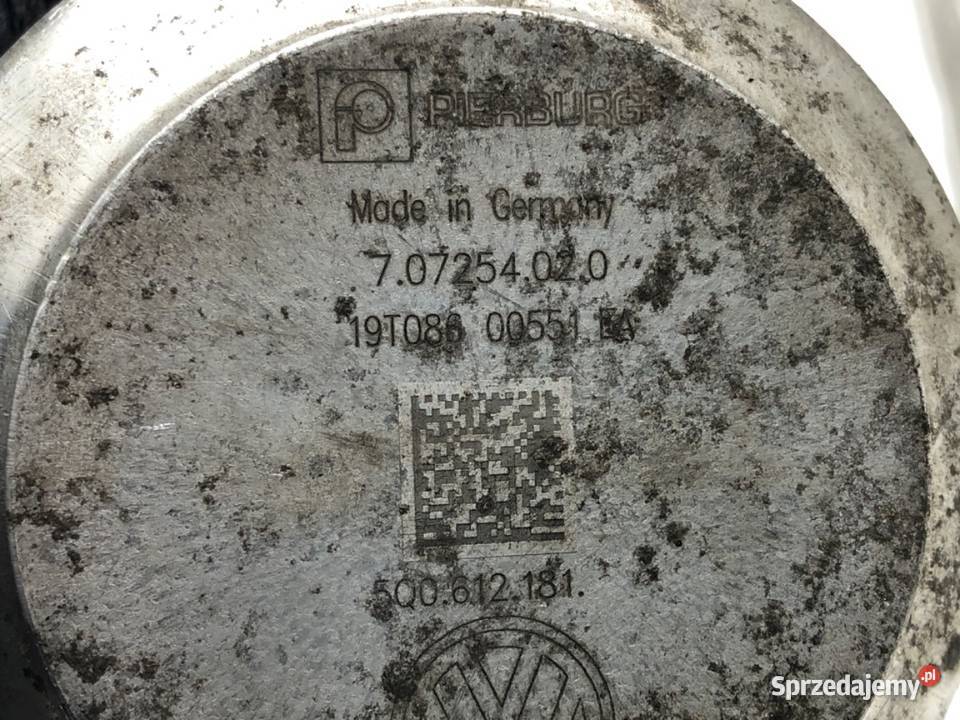 PIERBURG
Made in Germany
7.07254.02.0
19T086 00551 EA
5Q0.612.181.
Sprzedajemy.pl